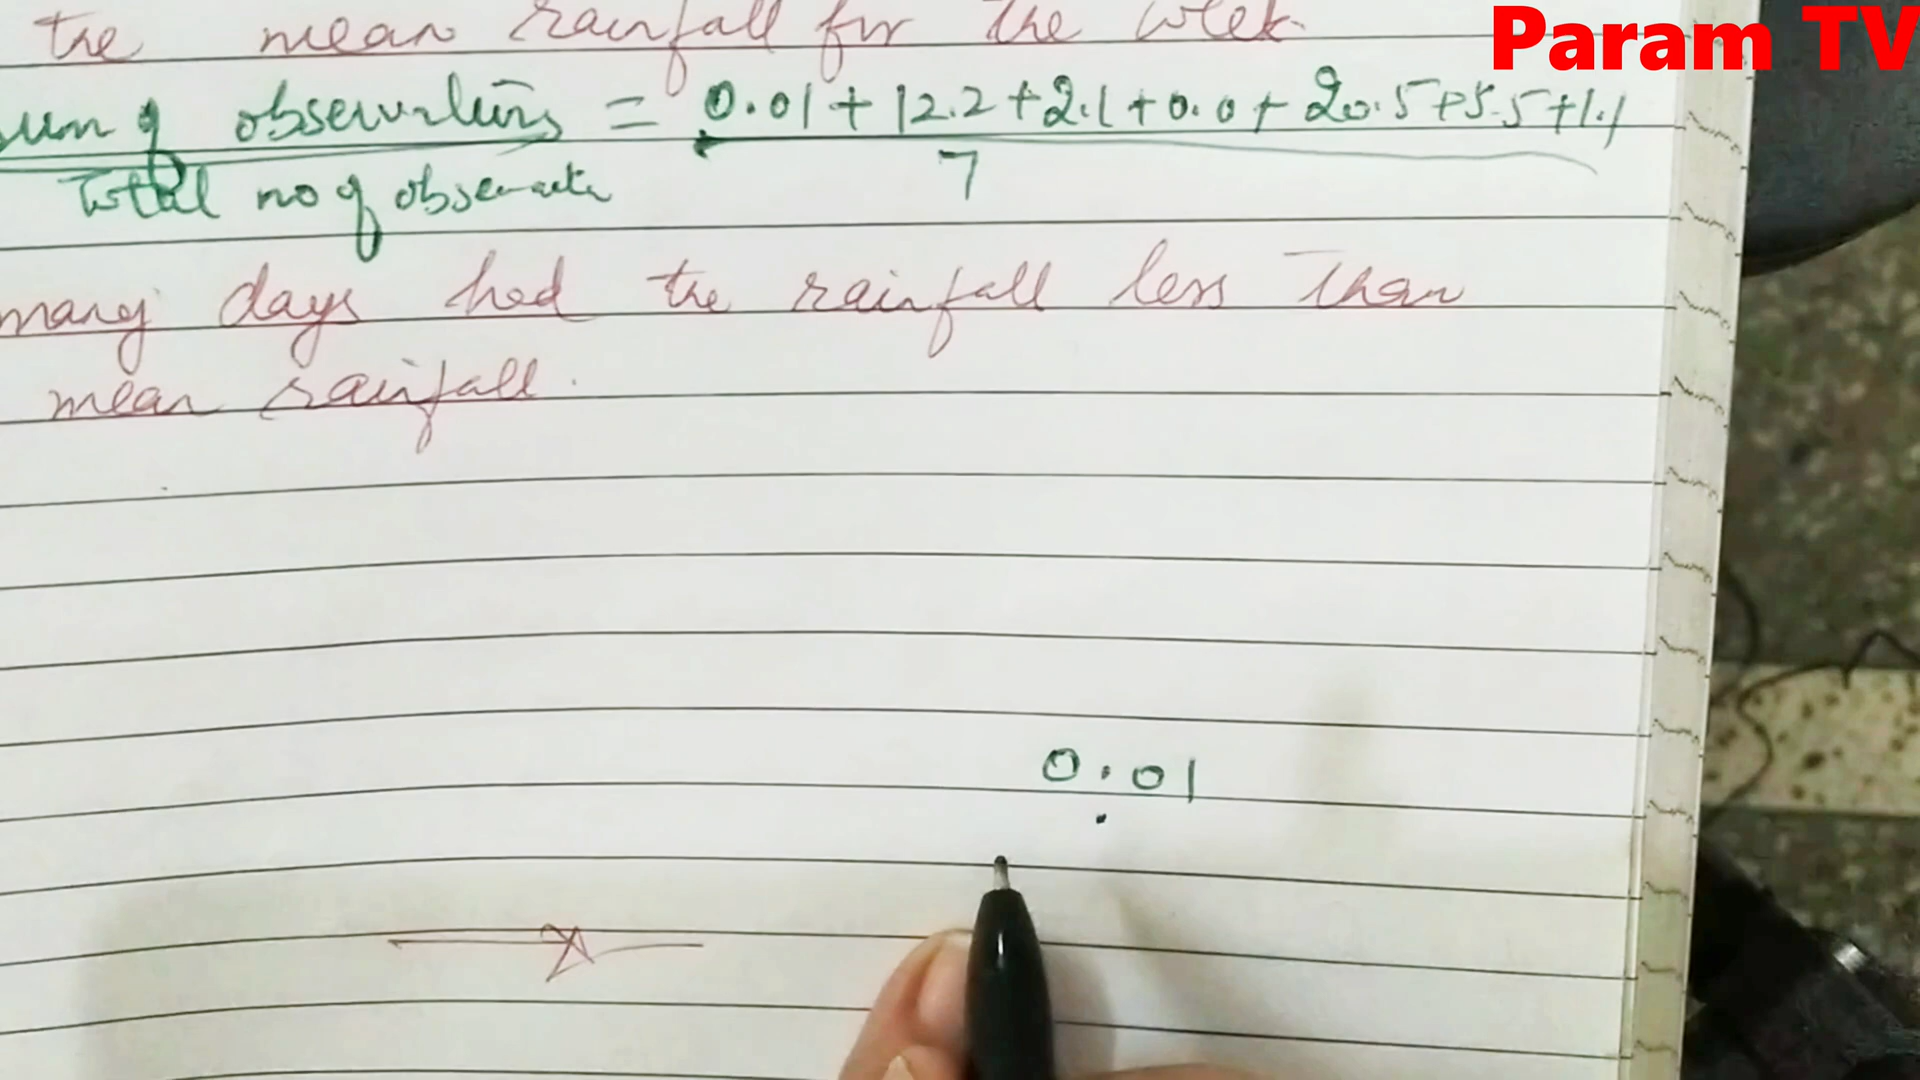 the mean rainfall for the week.
Param TV
sum of observations = 0.01 + 12.2 + 2.1 + 0.0 + 20.5 + 5.5 + 1.1
Total no of
7
many days had the rainfall less than
mean rainfall.
0.01